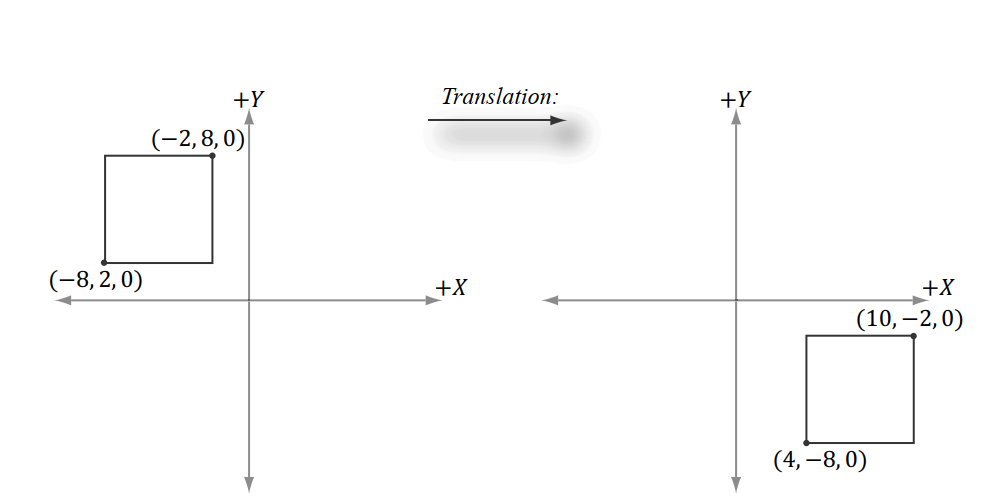 +Y
Translation:
+Y
(−2, 8, 0)
(−8, 2, 0)
+X
+X
(10, −2, 0)
(4, −8, 0)